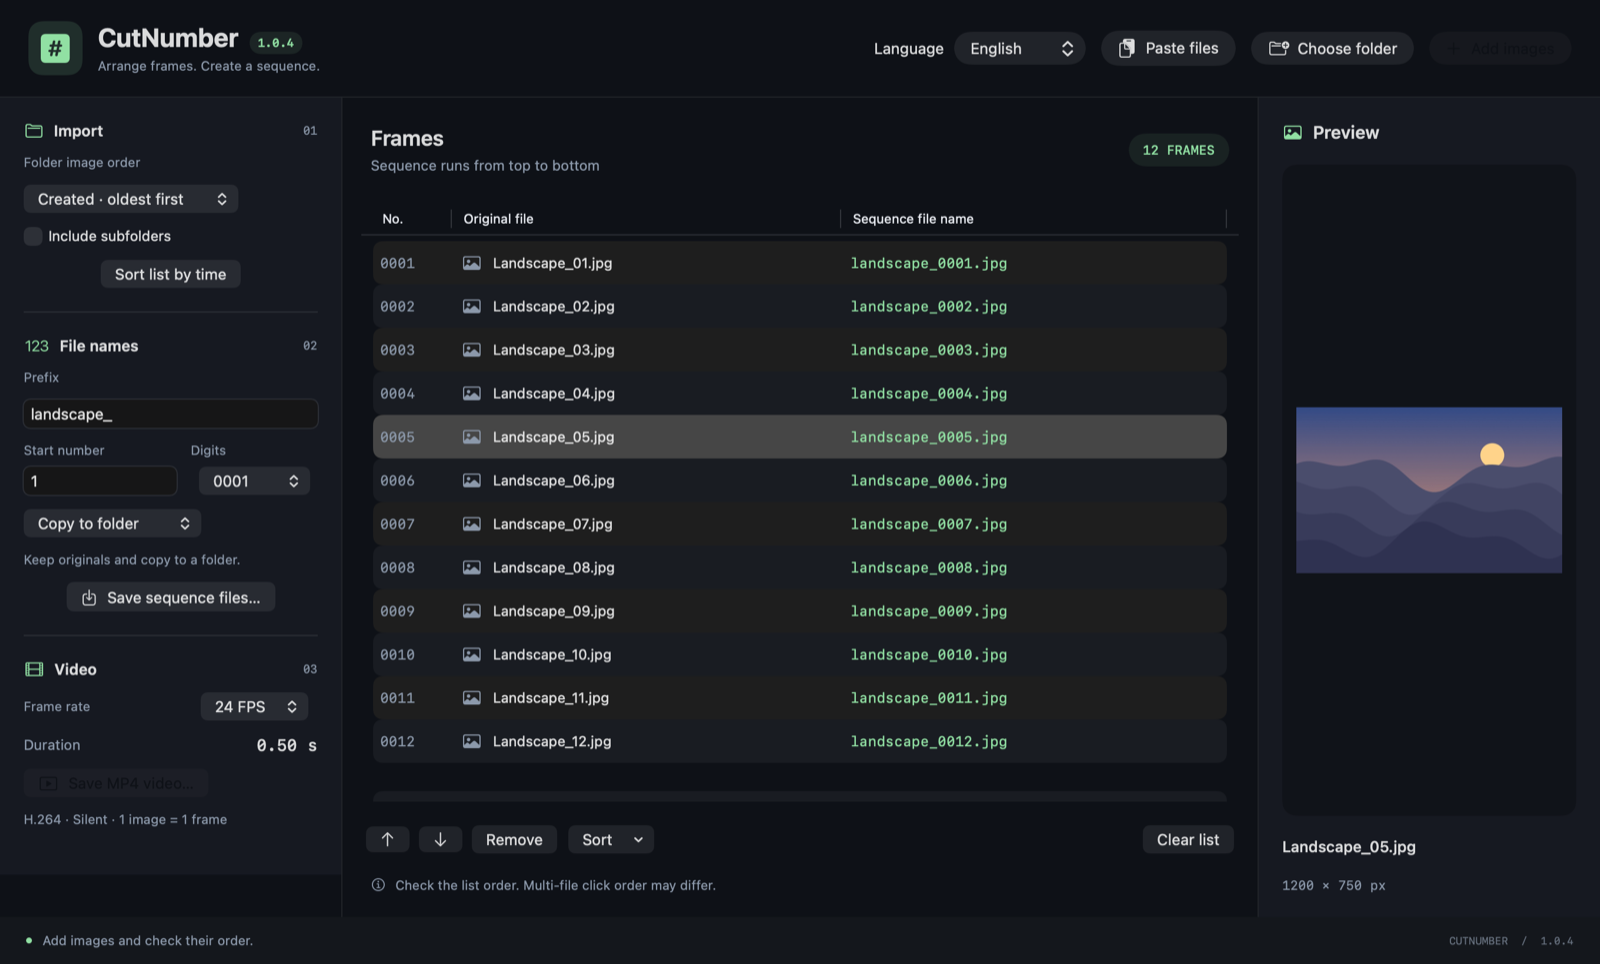 #
CutNumber 1.0.4
Arrange frames. Create a sequence.
Language English Paste files Choose folder + Add images
Import 01
Folder image order
Created · oldest first
Include subfolders
Sort list by time
123 File names 02
Prefix
landscape_
Start number Digits
1 0001
Copy to folder
Keep originals and copy to a folder.
Save sequence files...
Video 03
Frame rate 24 FPS
Duration 0.50 s
Save MP4 video...
H.264 · Silent · 1 image = 1 frame
Frames
Sequence runs from top to bottom
12 FRAMES
No. Original file Sequence file name
0001 Landscape_01.jpg landscape_0001.jpg
0002 Landscape_02.jpg landscape_0002.jpg
0003 Landscape_03.jpg landscape_0003.jpg
0004 Landscape_04.jpg landscape_0004.jpg
0005 Landscape_05.jpg landscape_0005.jpg
0006 Landscape_06.jpg landscape_0006.jpg
0007 Landscape_07.jpg landscape_0007.jpg
0008 Landscape_08.jpg landscape_0008.jpg
0009 Landscape_09.jpg landscape_0009.jpg
0010 Landscape_10.jpg landscape_0010.jpg
0011 Landscape_11.jpg landscape_0011.jpg
0012 Landscape_12.jpg landscape_0012.jpg
Remove Sort Clear list
Check the list order. Multi-file click order may differ.
Preview
Landscape_05.jpg
1200 × 750 px
Add images and check their order.
CUTNUMBER / 1.0.4